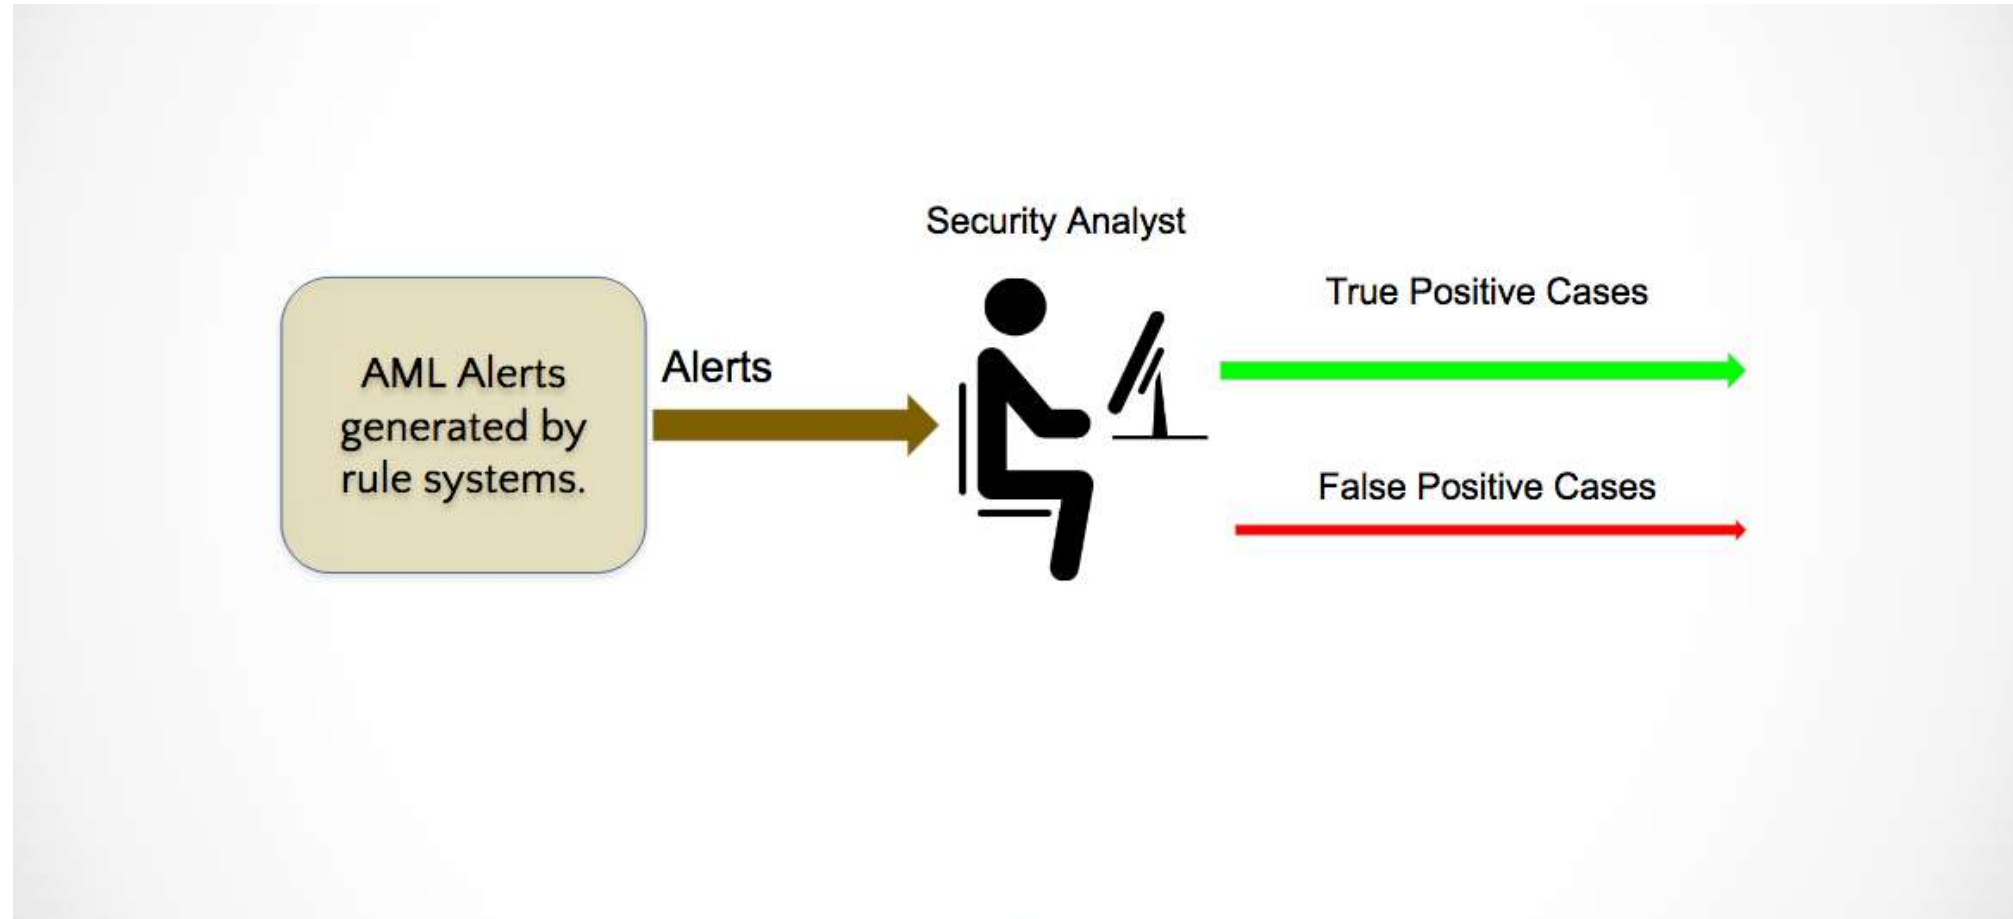 Security Analyst
AML Alerts
generated by
rule systems.
Alerts
True Positive Cases
False Positive Cases